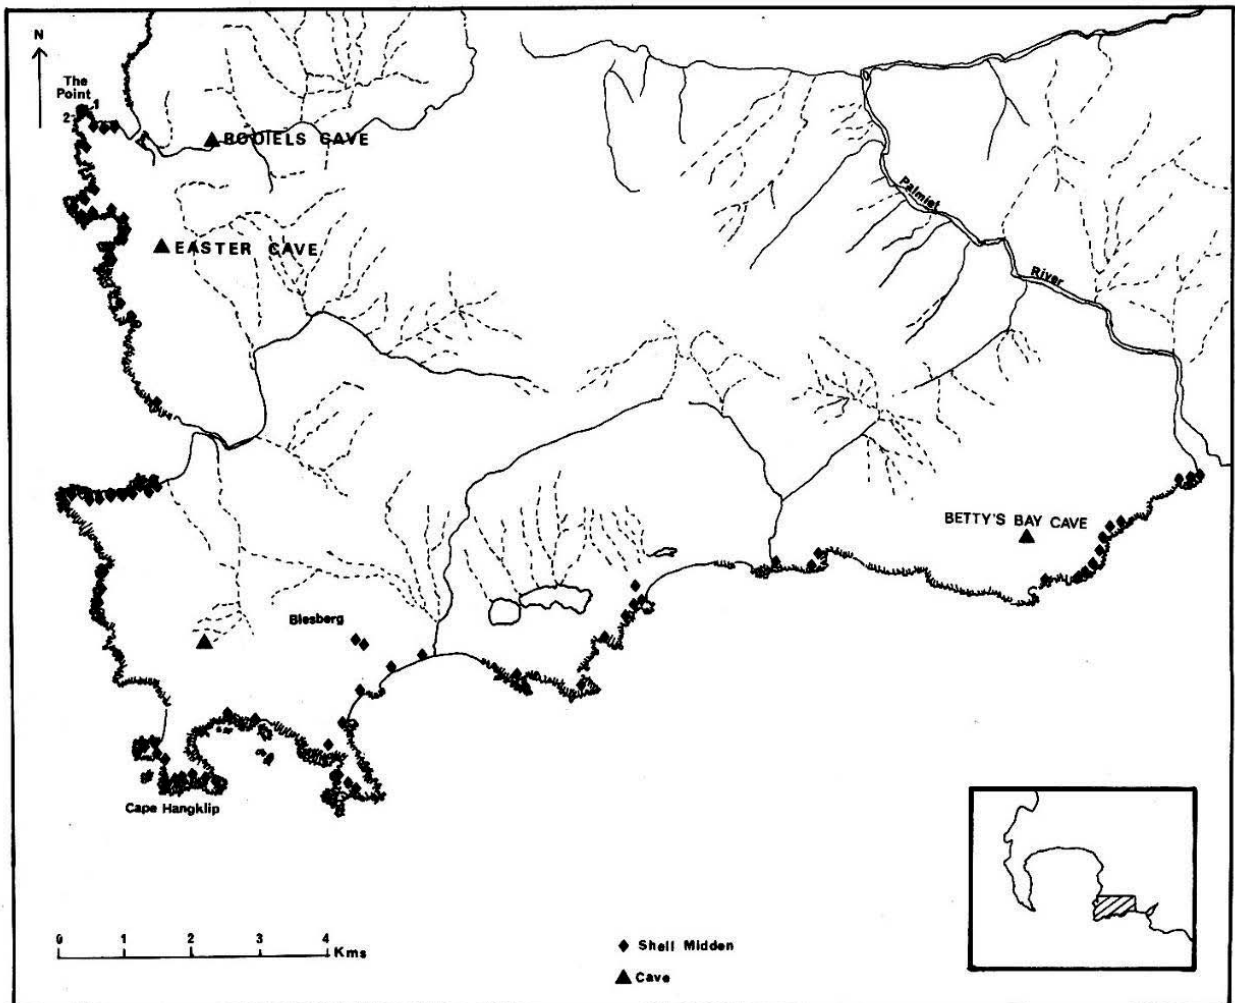 N
The
Point
1
2
ROOIELS CAVE
EASTER CAVE
Palmiet
River
BETTY'S BAY CAVE
Blesberg
Cape Hangklip
0 1 2 3 4
Kms
Shell Midden
Cave